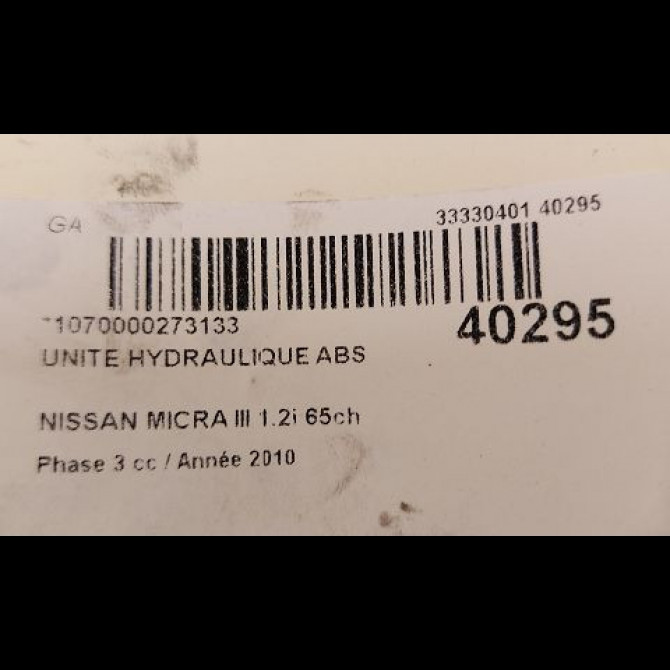 GA
33330401 40295
1070000273133
40295
UNITE HYDRAULIQUE ABS
NISSAN MICRA III 1.2i 65ch
Phase 3 cc / Année 2010